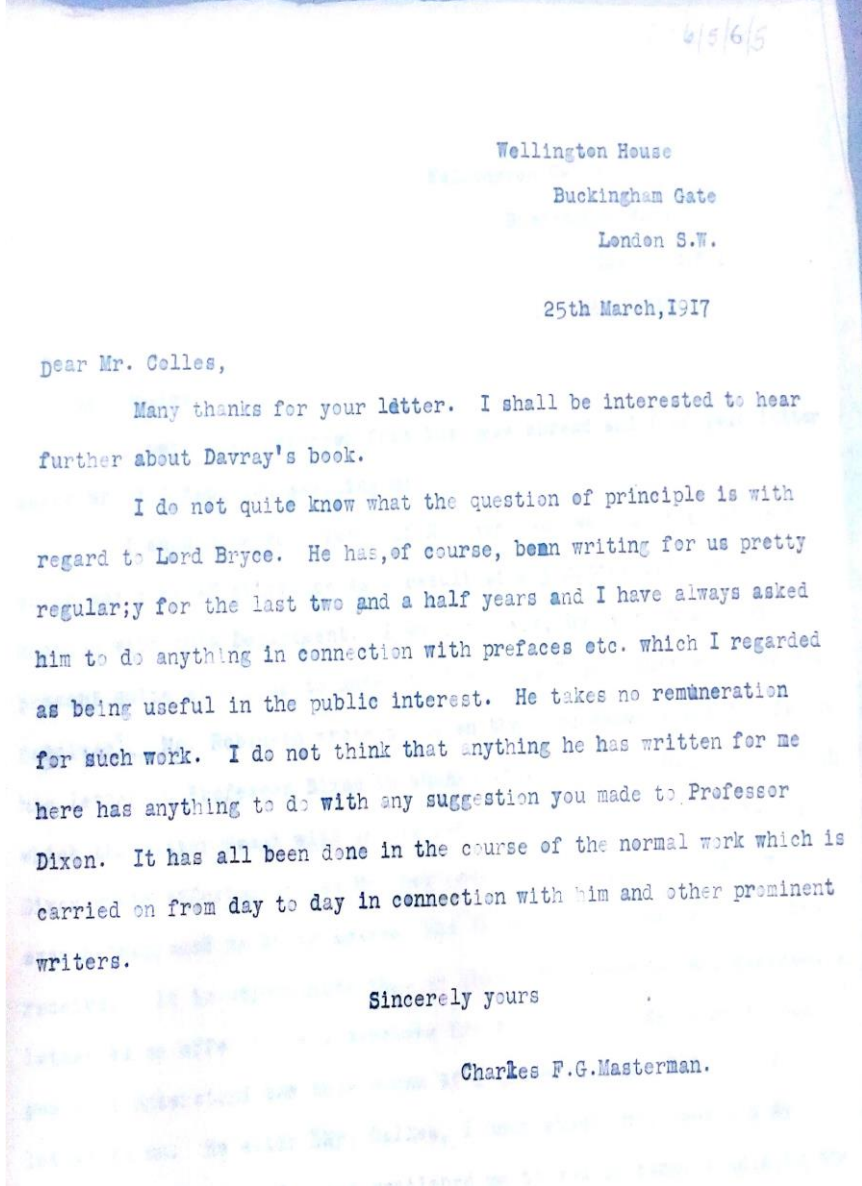 6/5/6/5
Wellington House
Buckingham Gate
London S.W.
25th March,I9I7
Dear Mr. Colles,
Many thanks for your letter. I shall be interested to hear
further about Davray's book.
I do not quite know what the question of principle is with
regard to Lord Bryce. He has,of course, been writing for us pretty
regular;y for the last two and a half years and I have always asked
him to do anything in connection with prefaces etc. which I regarded
as being useful in the public interest. He takes no remuneration
for such work. I do not think that anything he has written for me
here has anything to do with any suggestion you made to Professor
Dixon. It has all been done in the course of the normal work which is
carried on from day to day in connection with him and other prominent
writers.
Sincerely yours
Charles F.G.Masterman.